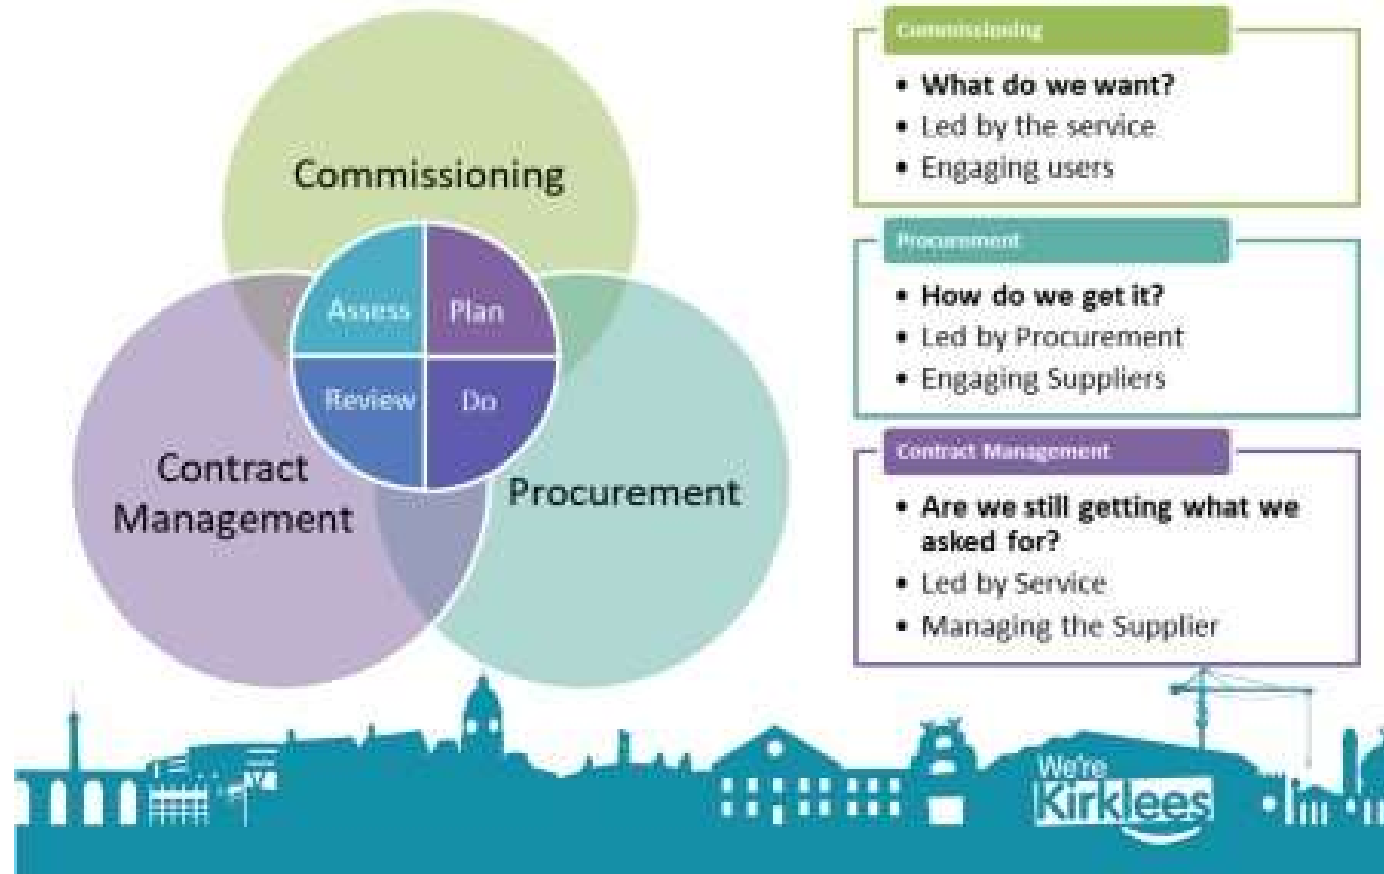 Commissioning
Assess Plan
Review Do
Contract
Management
Procurement
Commissioning
• What do we want?
• Led by the service
• Engaging users
Procurement
• How do we get it?
• Led by Procurement
• Engaging Suppliers
Contract Management
• Are we still getting what we
asked for?
• Led by Service
• Managing the Supplier
We're
Kirklees